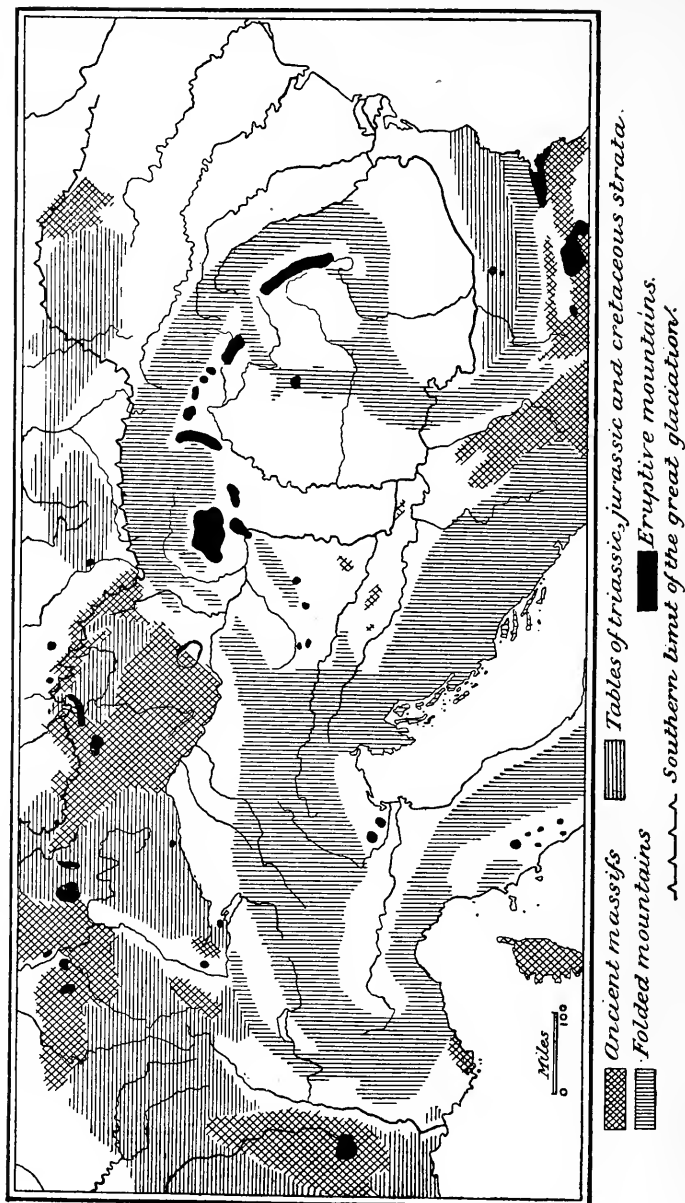 Miles
0 100
Ancient massifs
Folded mountains
Tables of triassic, jurassic and cretaceous strata.
Eruptive mountains.
Southern limit of the great glaciation.